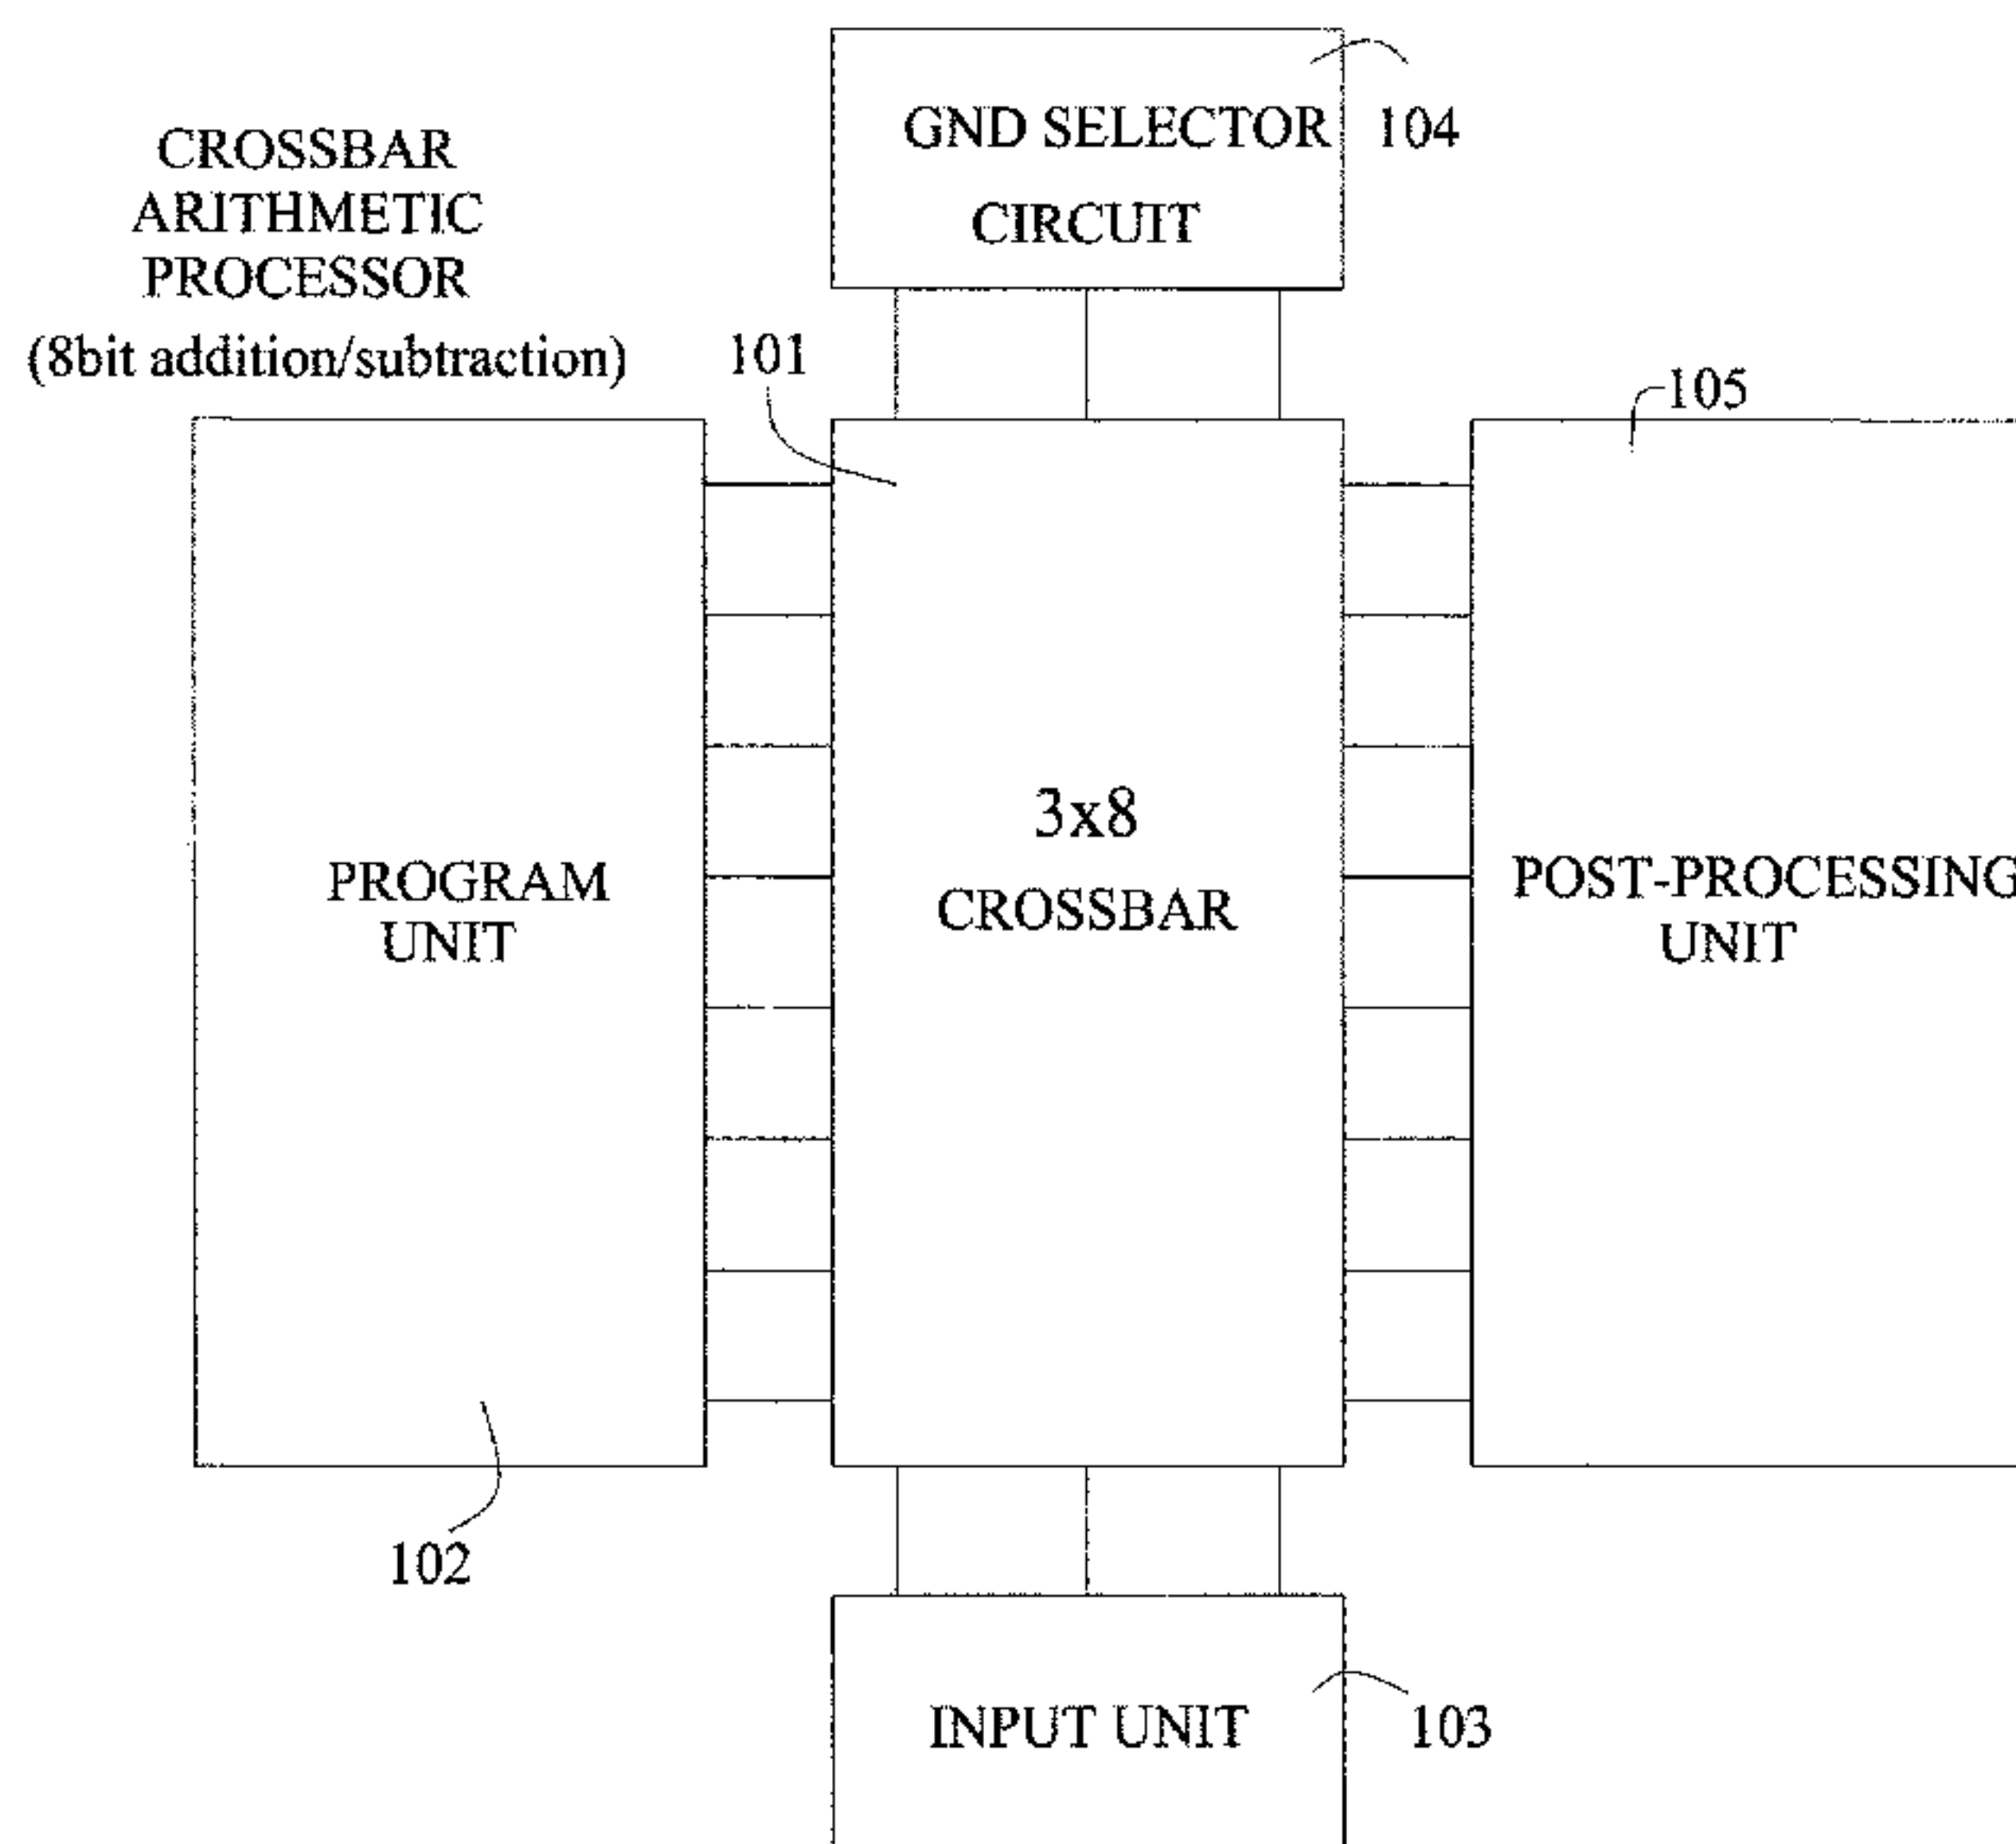 CROSSBAR
ARITHMETIC
PROCESSOR
(8bit addition/subtraction)
GND SELECTOR
CIRCUIT
104
101
105
PROGRAM
UNIT
3x8
CROSSBAR
POST-PROCESSING
UNIT
102
INPUT UNIT
103